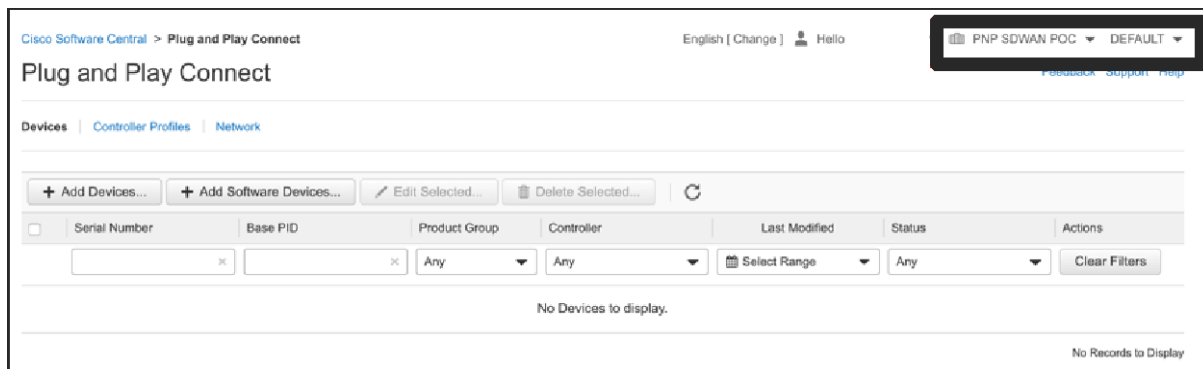 Cisco Software Central > Plug and Play Connect English [ Change ] Hello PNP SDWAN POC DEFAULT
Plug and Play Connect Feedback Support Help
Devices | Controller Profiles | Network
+ Add Devices... + Add Software Devices... Edit Selected... Delete Selected...
Serial Number Base PID Product Group Controller Last Modified Status Actions
× × Any Any Select Range Any Clear Filters
No Devices to display.
No Records to Display